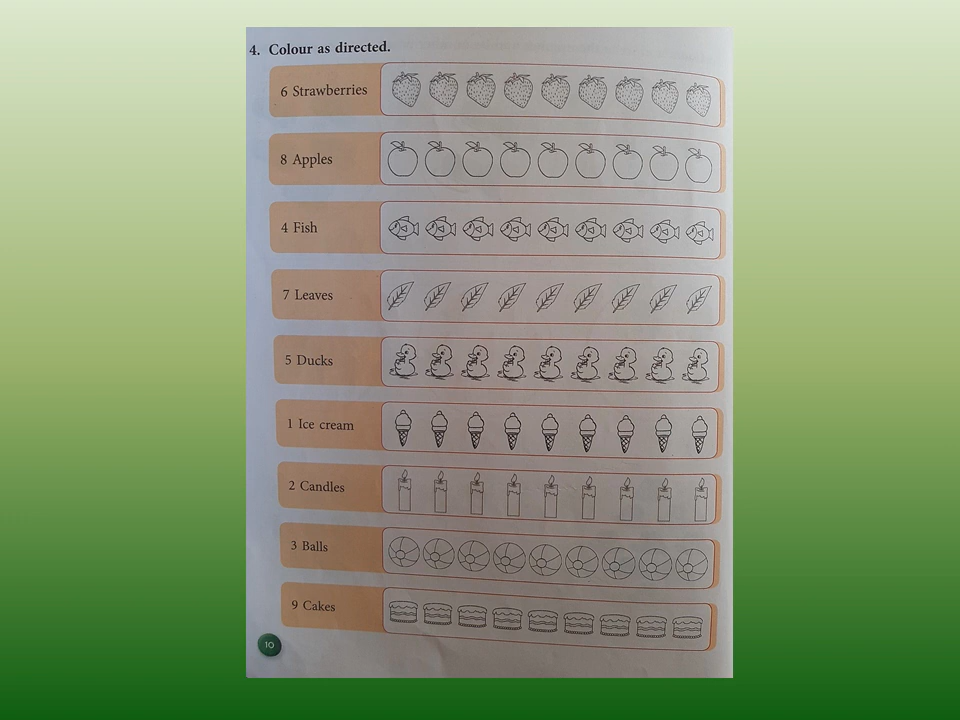 4. Colour as directed.
6 Strawberries
8 Apples
4 Fish
7 Leaves
5 Ducks
1 Ice cream
2 Candles
3 Balls
9 Cakes
10